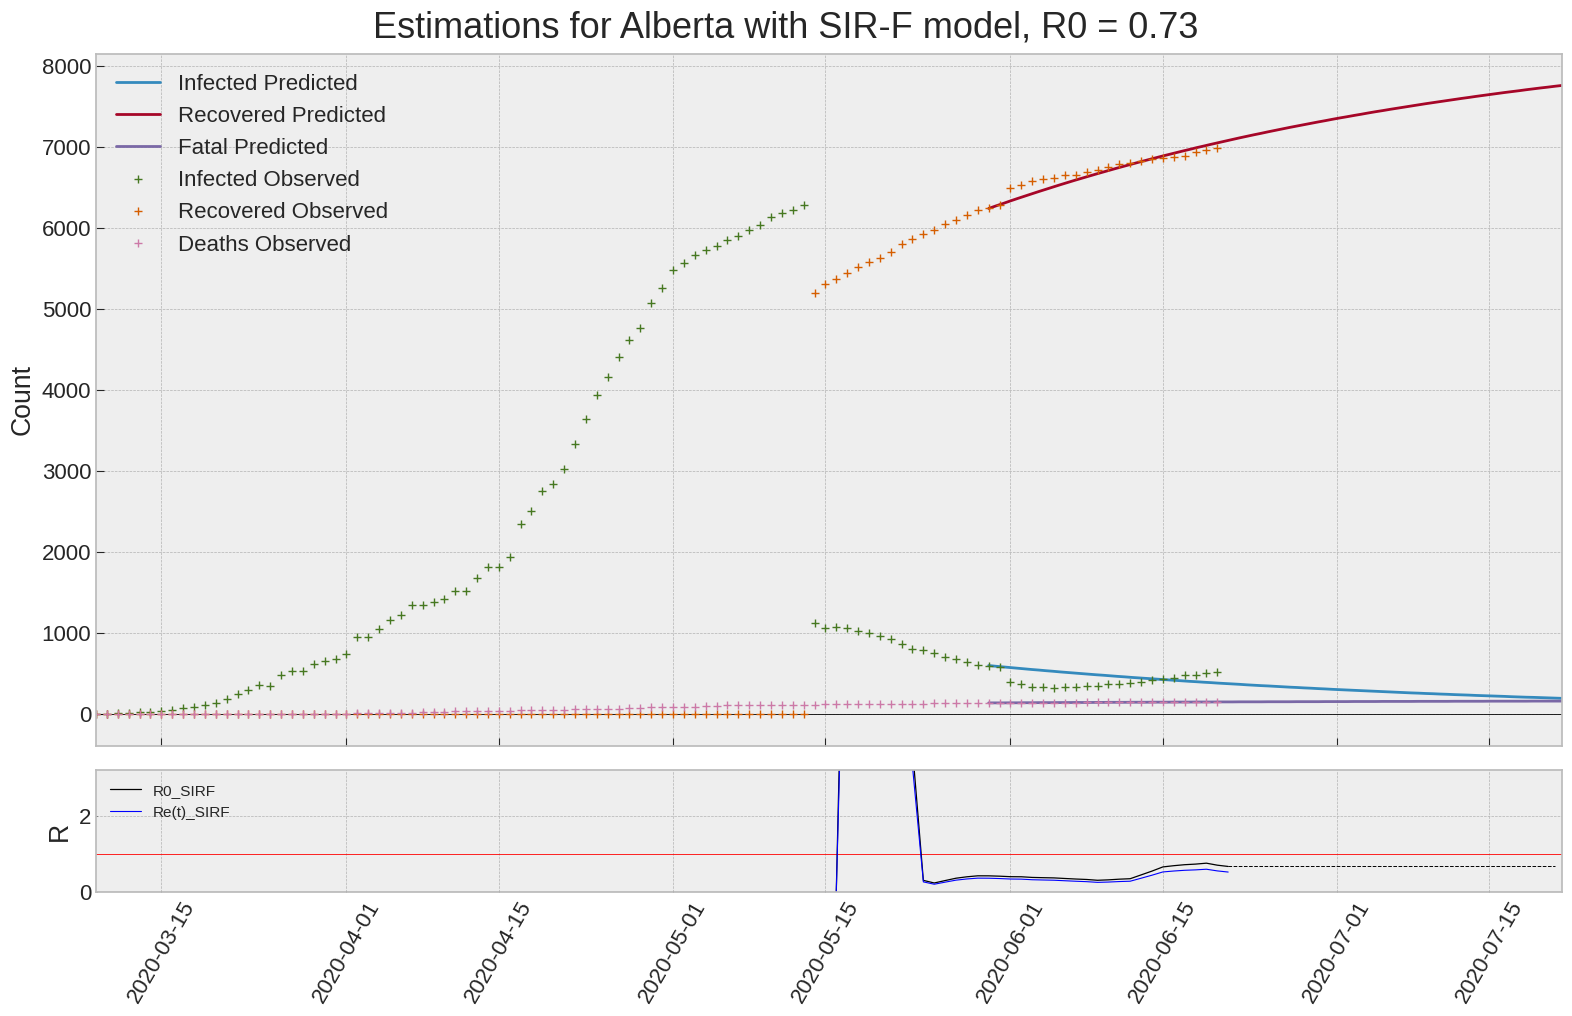 Estimations for Alberta with SIR-F model, R0 = 0.73
8000
7000
6000
5000
4000
3000
2000
1000
0
Count
Infected Predicted
Recovered Predicted
Fatal Predicted
Infected Observed
Recovered Observed
Deaths Observed
2
0
R
R0_SIRF
Re(t)_SIRF
2020-03-15
2020-04-01
2020-04-15
2020-05-01
2020-05-15
2020-06-01
2020-06-15
2020-07-01
2020-07-15